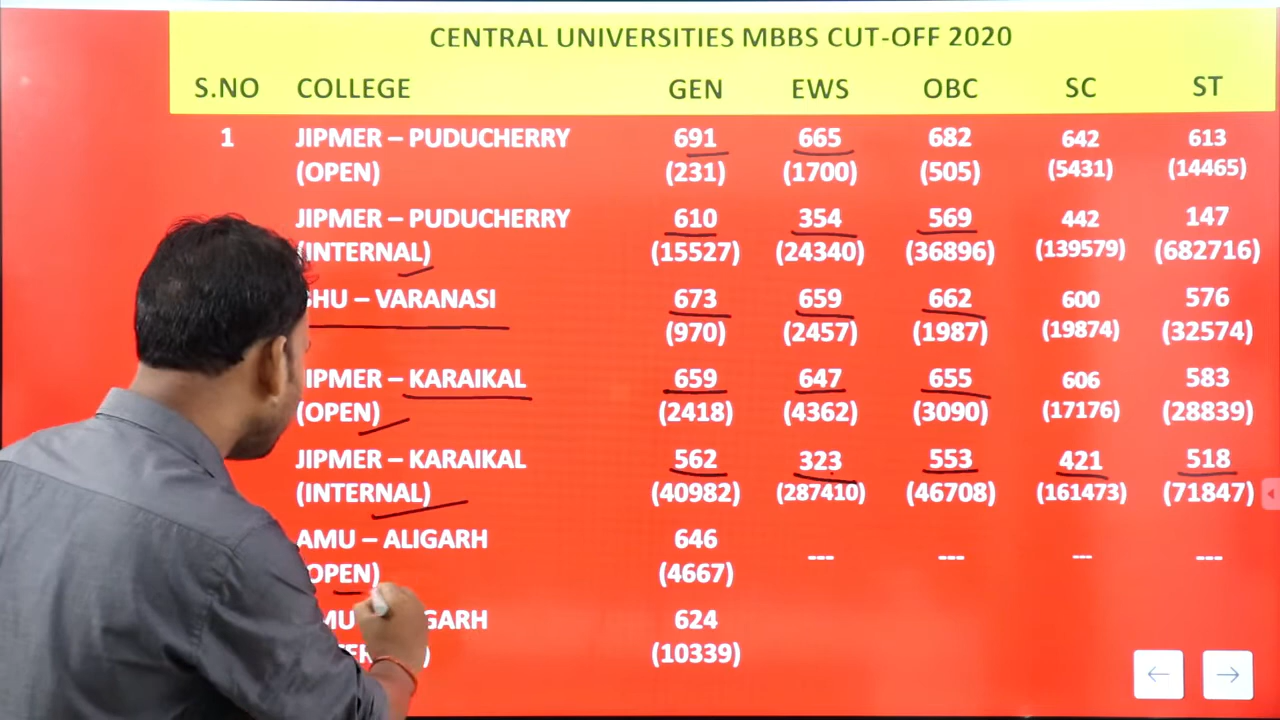 CENTRAL UNIVERSITIES MBBS CUT-OFF 2020
S.NO COLLEGE GEN EWS OBC SC ST
1 JIPMER – PUDUCHERRY 691 665 682 642 613
(OPEN) (231) (1700) (505) (5431) (14465)
JIPMER – PUDUCHERRY 610 354 569 442 147
(INTERNAL) (15527) (24340) (36896) (139579) (682716)
– VARANASI 673 659 662 600 576
(970) (2457) (1987) (19874) (32574)
JIPMER – KARAIKAL 659 647 655 606 583
(OPEN) (2418) (4362) (3090) (17176) (28839)
JIPMER – KARAIKAL 562 323 553 421 518
(INTERNAL) (40982) (287410) (46708) (161473) (71847)
AMU – ALIGARH 646 --- --- --- ---
(OPEN) (4667)
624
(10339)